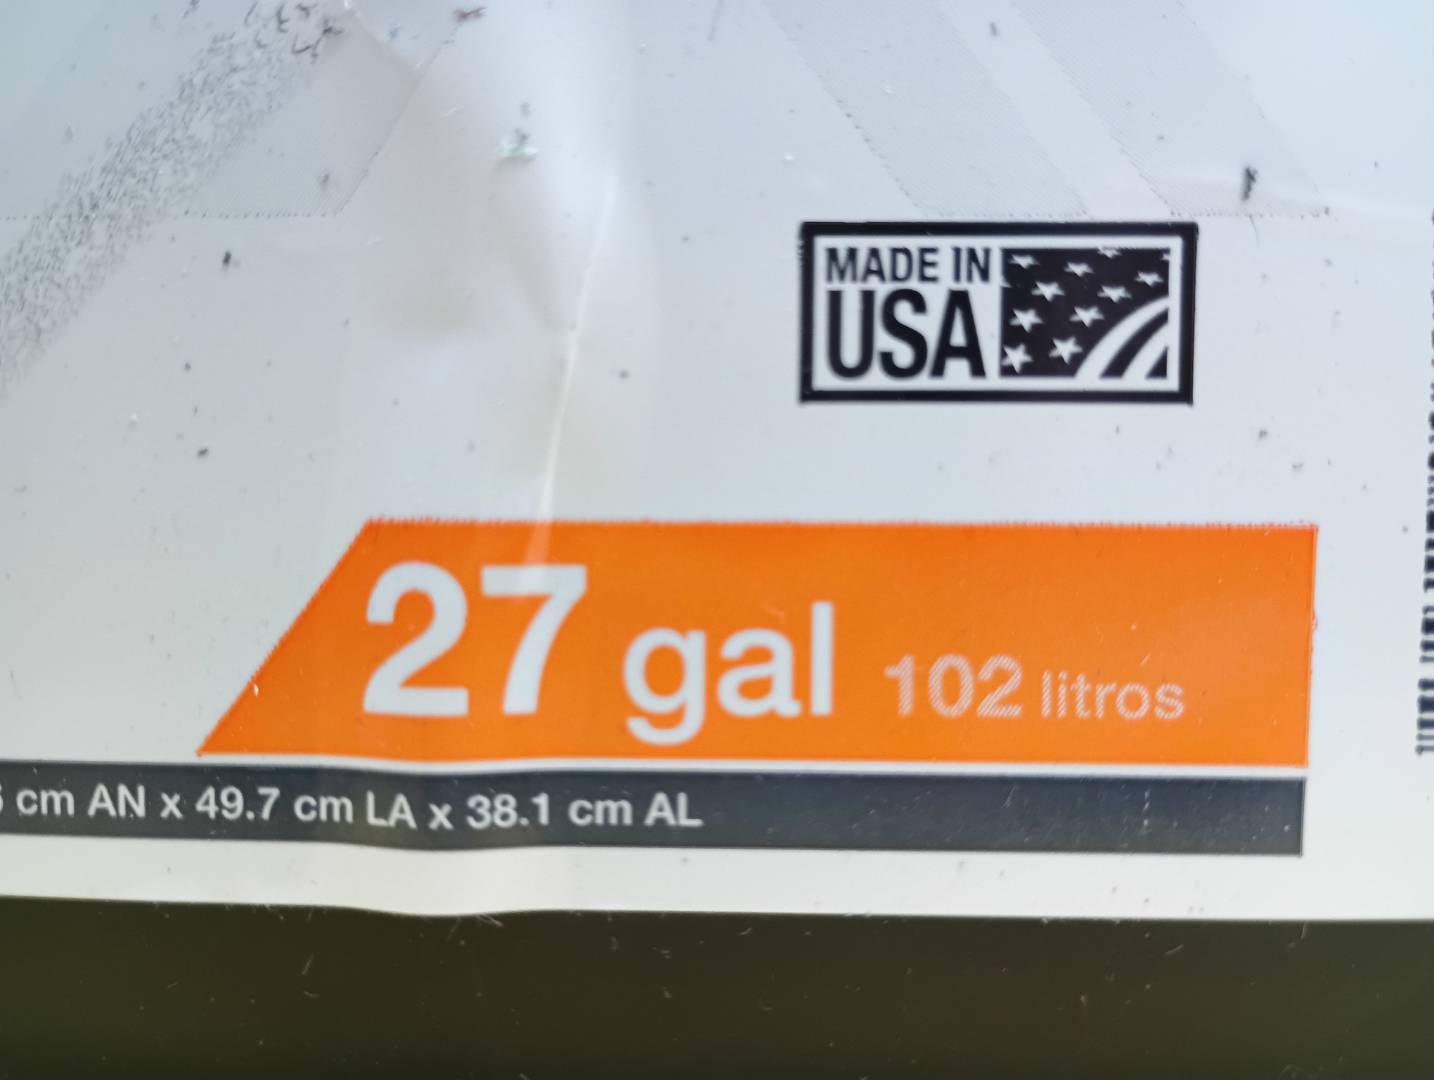 MADE IN
USA
27 gal 102 litros
cm AN x 49.7 cm LA x 38.1 cm AL